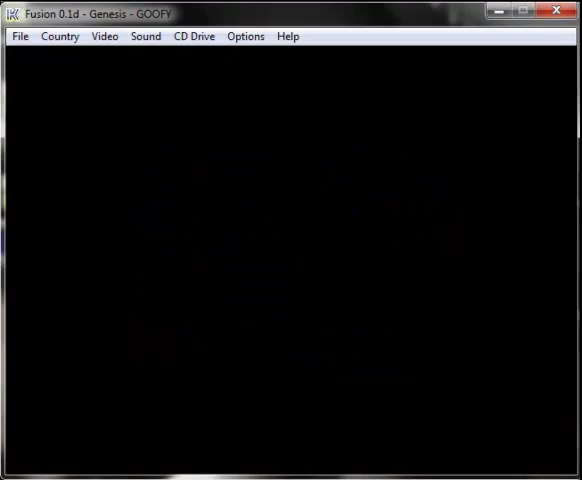 Fusion 0.1d - Genesis - GOOFY
File Country Video Sound CD Drive Options Help